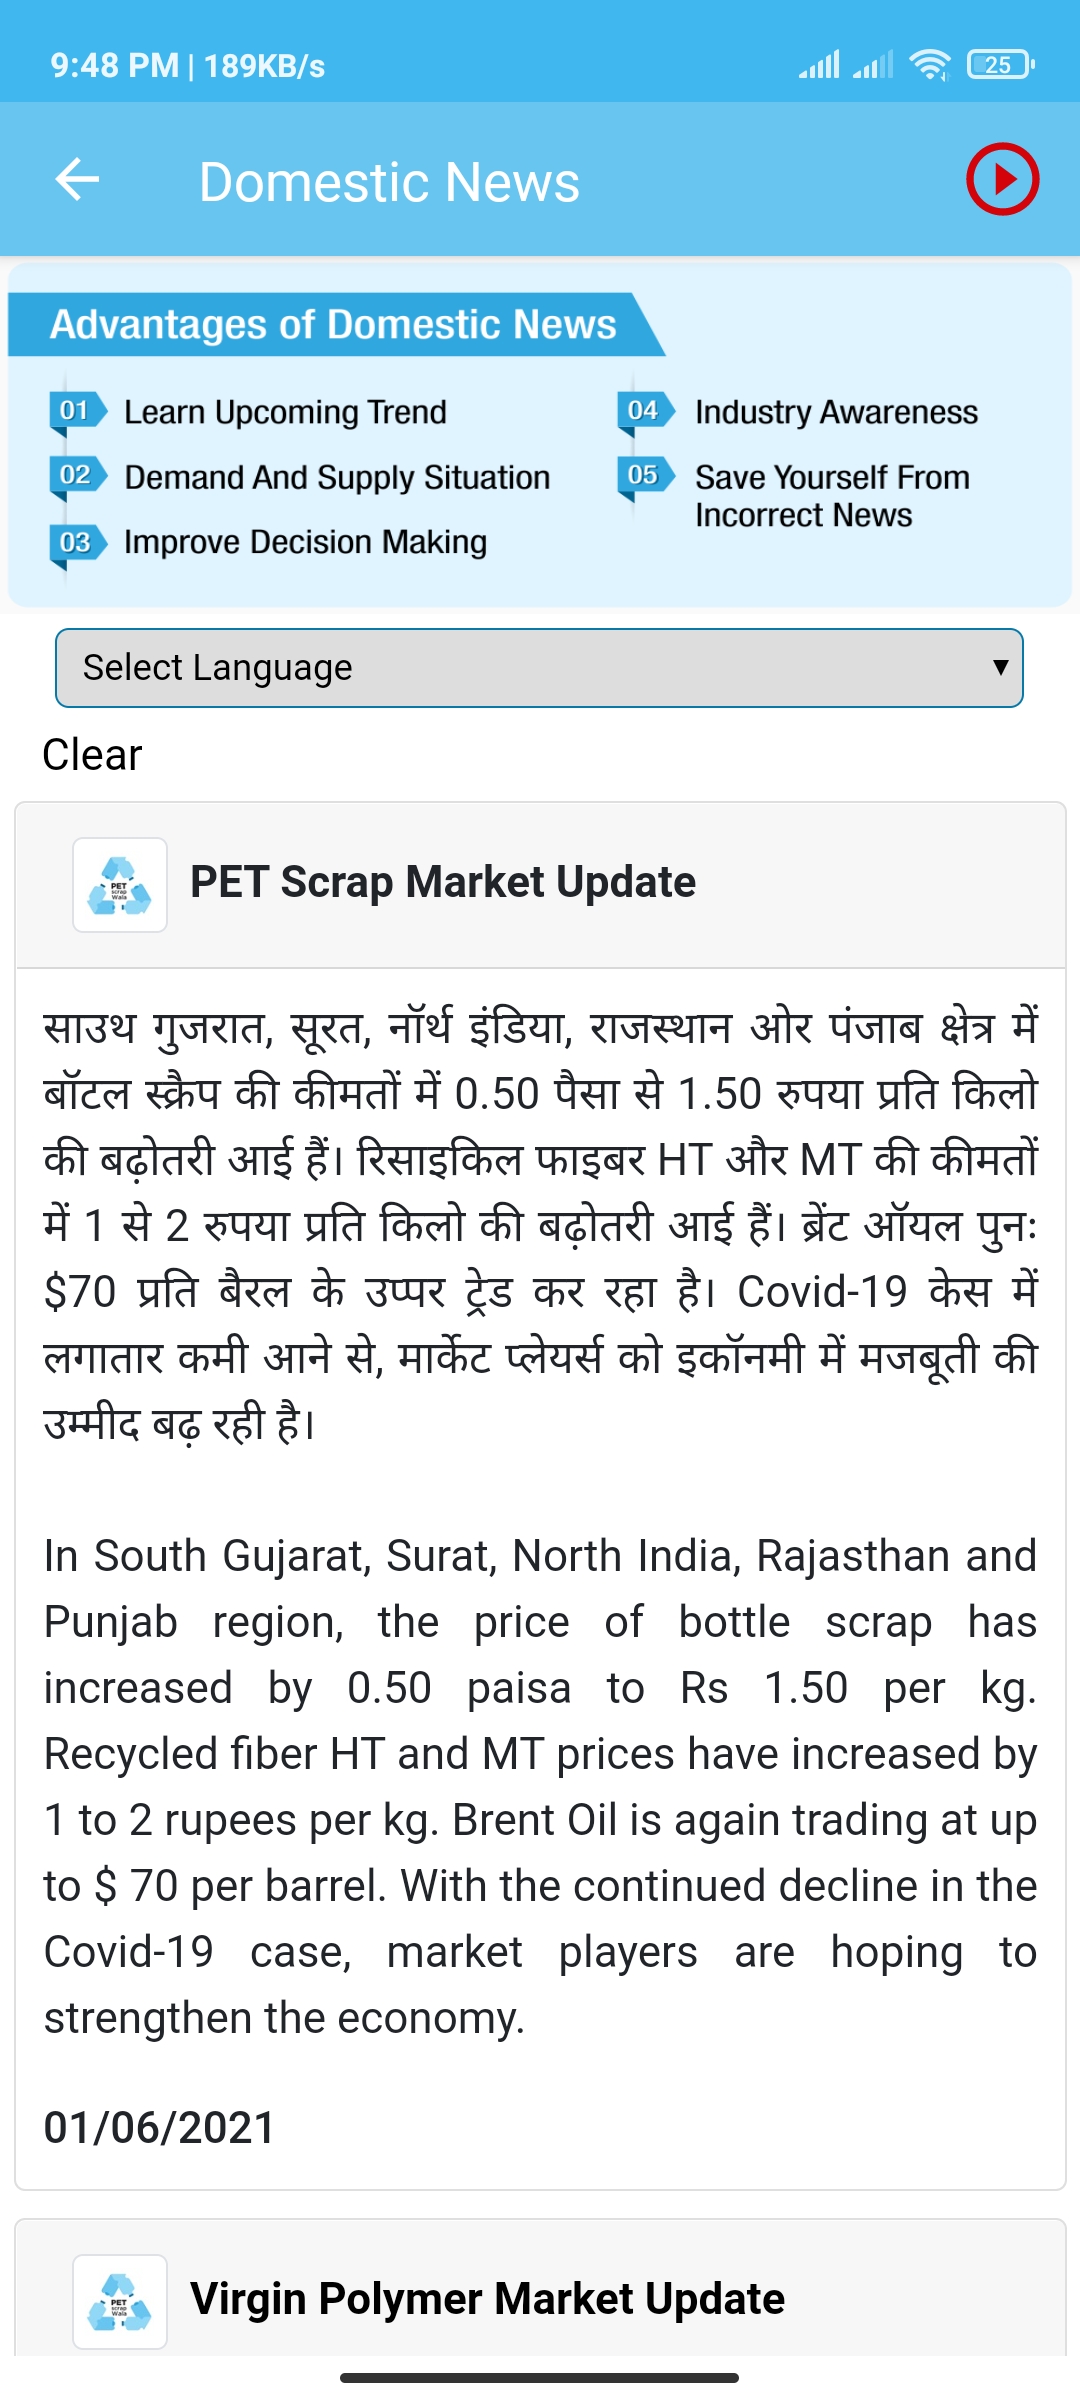 9:48 PM | 189KB/s
25
Domestic News
Advantages of Domestic News
01 Learn Upcoming Trend
02 Demand And Supply Situation
03 Improve Decision Making
04 Industry Awareness
05 Save Yourself From
Incorrect News
Select Language ▼
Clear
PET
scrap
Wala
PET Scrap Market Update
साउथ गुजरात, सूरत, नॉर्थ इंडिया, राजस्थान ओर पंजाब क्षेत्र में
बॉटल स्क्रैप की कीमतों में 0.50 पैसा से 1.50 रुपया प्रति किलो
की बढ़ोतरी आई हैं। रिसाइकिल फाइबर HT और MT की कीमतों
में 1 से 2 रुपया प्रति किलो की बढ़ोतरी आई हैं। ब्रेंट ऑयल पुनः
$70 प्रति बैरल के उप्पर ट्रेड कर रहा है। Covid-19 केस में
लगातार कमी आने से, मार्केट प्लेयर्स को इकॉनमी में मजबूती की
उम्मीद बढ़ रही है।
In South Gujarat, Surat, North India, Rajasthan and
Punjab region, the price of bottle scrap has
increased by 0.50 paisa to Rs 1.50 per kg.
Recycled fiber HT and MT prices have increased by
1 to 2 rupees per kg. Brent Oil is again trading at up
to $ 70 per barrel. With the continued decline in the
Covid-19 case, market players are hoping to
strengthen the economy.
01/06/2021
PET
scrap
Wala
Virgin Polymer Market Update